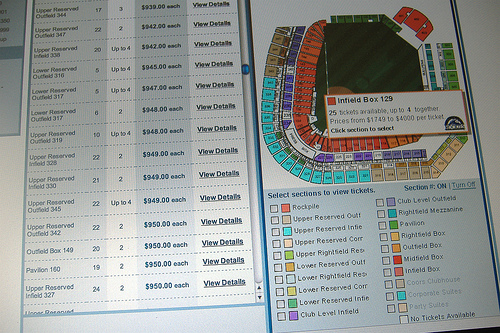 Upper Reserved Outfield 344 17 2 $939.00 each View Details
Upper Reserved Outfield 347 22 2 $942.00 each View Details
Upper Reserved Infield 330 20 Up to 4 $942.00 each View Details
Lower Reserved Outfield 316 5 Up to 4 $945.00 each View Details
Lower Reserved Outfield 317 5 Up to 4 $947.00 each View Details
Lower Reserved Outfield 317 6 2 $948.00 each View Details
Upper Reserved Outfield 319 10 Up to 4 $948.00 each View Details
Upper Reserved Infield 328 22 2 $949.00 each View Details
Upper Reserved Infield 330 21 2 $949.00 each View Details
Upper Reserved Outfield 345 22 Up to 4 $949.00 each View Details
Upper Reserved Outfield 342 22 2 $950.00 each View Details
Outfield Box 149 20 2 $950.00 each View Details
Pavilion 160 19 2 $950.00 each View Details
Upper Reserved Infield 327 24 2 $950.00 each View Details
Upper Reserved
Infield Box 129
25 tickets available, up to 4 together
Prices from $1749 to $4000 per ticket
Click section to select
Select sections to view tickets.
Section #: ON | Turn Off
Rockpile
Upper Reserved Outf
Upper Reserved Infie
Upper Reserved Corr
Upper Right Field Res
Lower Reserved Outf
Lower Rightfield Res
Lower Reserved Corr
Lower Reserved Infie
Club Level Infield
Club Level Outfield
Rightfield Mezzanine
Pavilion
Rightfield Box
Outfield Box
Midfield Box
Infield Box
Coors Clubhouse
Corporate Suites
Party Suites
No Tickets Available